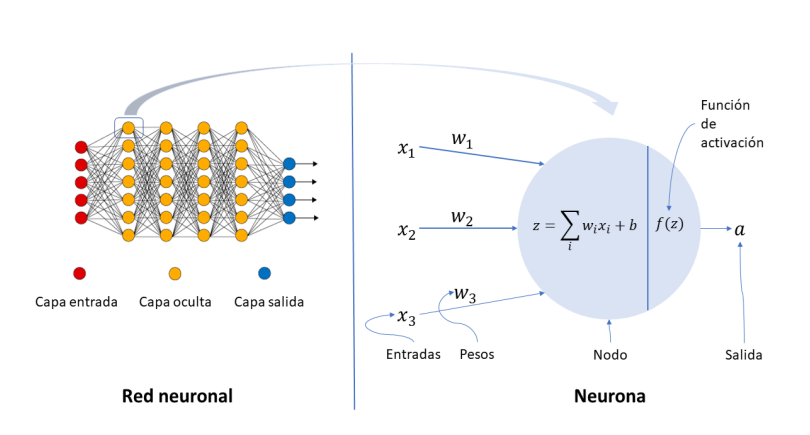 Capa entrada
Capa oculta
Capa salida
Red neuronal
Función
de
activación
x₁
w₁
x₂
w₂
z = ∑ᵢ wᵢxᵢ + b
f(z)
a
x₃
w₃
Entradas
Pesos
Nodo
Salida
Neurona